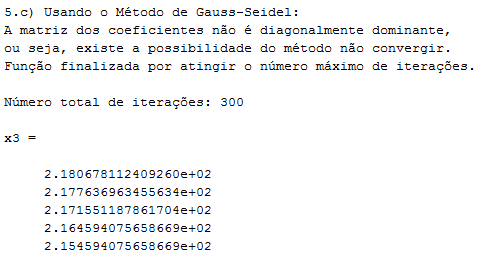 5.c) Usando o Método de Gauss-Seidel:
A matriz dos coeficientes não é diagonalmente dominante,
ou seja, existe a possibilidade do método não convergir.
Função finalizada por atingir o número máximo de iterações.
Número total de iterações: 300
x3 =
2.180678112409260e+02
2.177636963455634e+02
2.171551187861704e+02
2.164594075658669e+02
2.154594075658669e+02